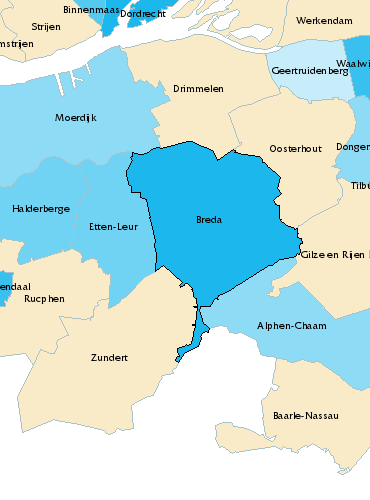 Binnenmaas
Dordrecht
Strijen
Werkendam
mstrijen
Waalwi
Geertruidenberg
Drimmelen
Moerdijk
Oosterhout
Dongen
Tilbu
Halderberge
Breda
Etten-Leur
Gilze en Rijen
endaal
Rucphen
Alphen-Chaam
Zundert
Baarle-Nassau